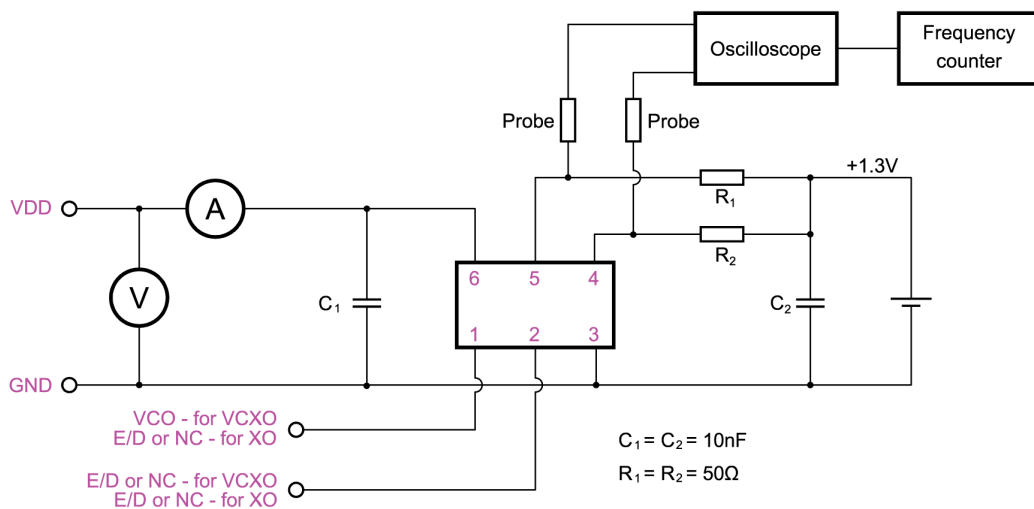 Oscilloscope
Frequency
counter
Probe
Probe
+1.3V
R1
VDD
A
R2
6 5 4
V
C1
C2
1 2 3
GND
VCO - for VCXO
E/D or NC - for XO
C1 = C2 = 10nF
R1 = R2 = 50Ω
E/D or NC - for VCXO
E/D or NC - for XO